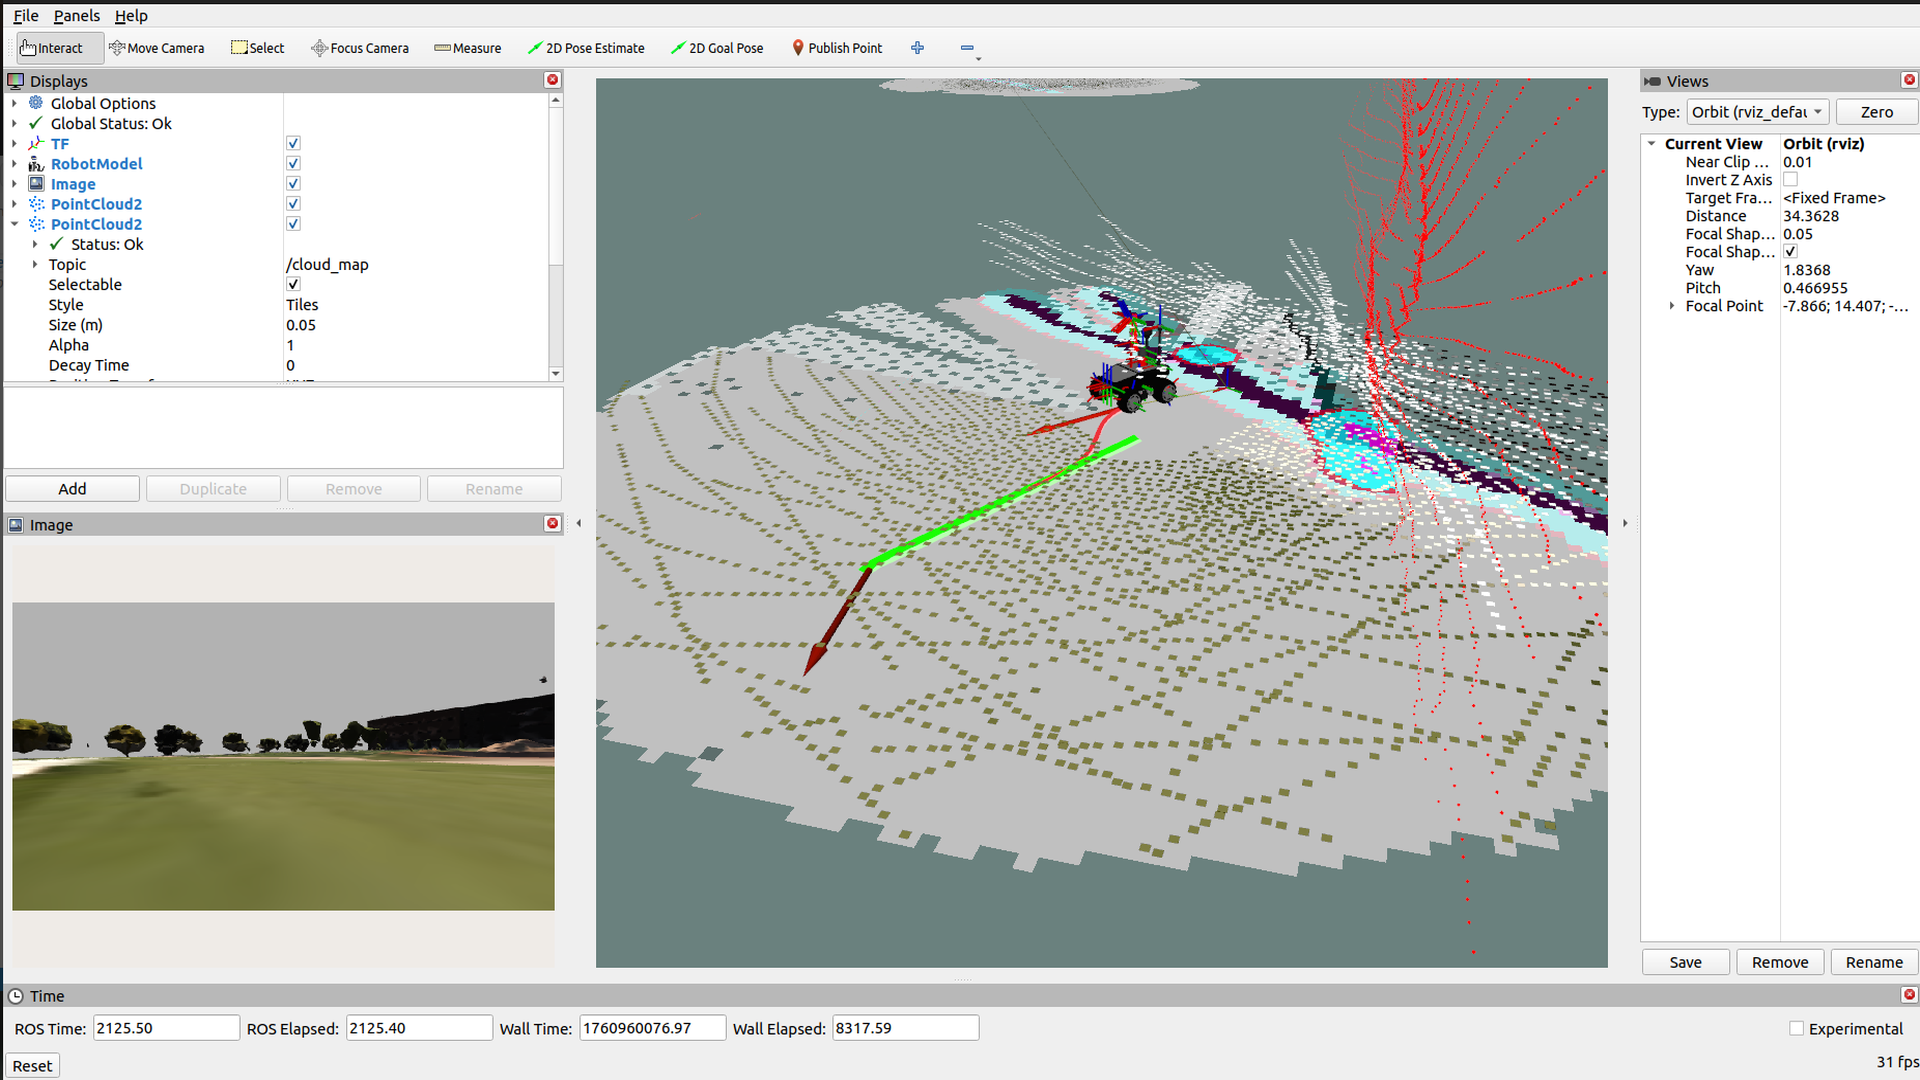 File Panels Help
Interact Move Camera Select Focus Camera Measure 2D Pose Estimate 2D Goal Pose Publish Point
Displays
Global Options
Global Status: Ok
TF
RobotModel
Image
PointCloud2
PointCloud2
Status: Ok
Topic /cloud_map
Selectable
Style Tiles
Size (m) 0.05
Alpha 1
Decay Time 0
Add Duplicate Remove Rename
Image
Views
Type: Orbit (rviz_defau Zero
Current View Orbit (rviz)
Near Clip ... 0.01
Invert Z Axis
Target Fra... <Fixed Frame>
Distance 34.3628
Focal Shap... 0.05
Focal Shap...
Yaw 1.8368
Pitch 0.466955
Focal Point -7.866; 14.407; -...
Save Remove Rename
Time
ROS Time: 2125.50 ROS Elapsed: 2125.40 Wall Time: 1760960076.97 Wall Elapsed: 8317.59 Experimental
Reset 31 fps